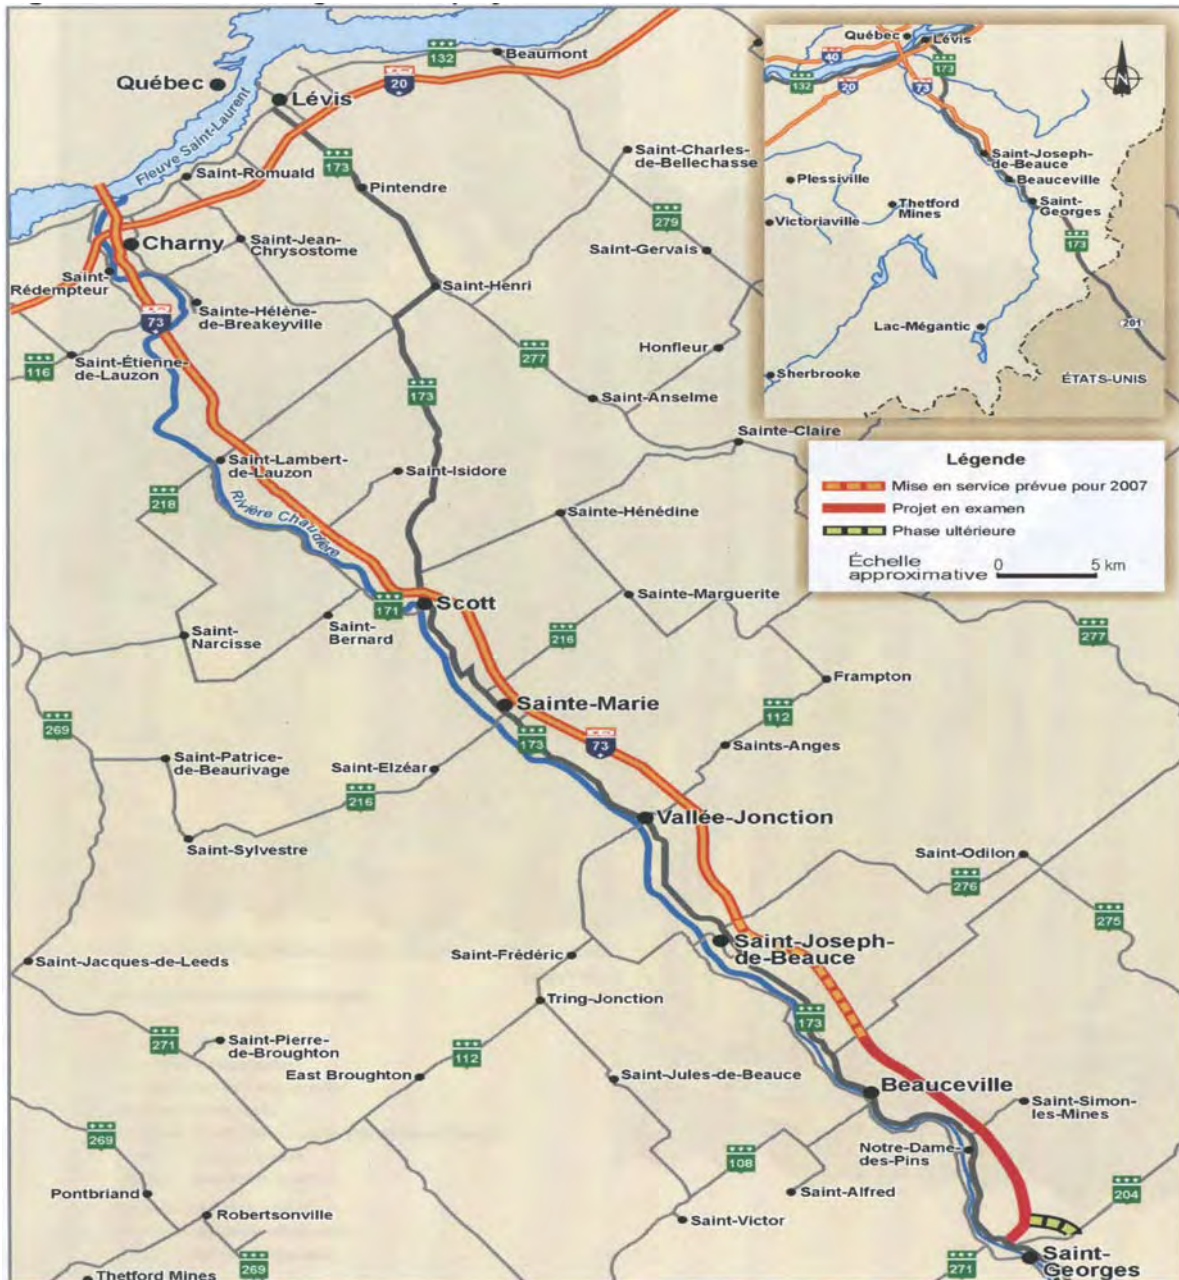 132
Beaumont
Québec
20
Lévis
Fleuve Saint-Laurent
173
Saint-Charles-
de-Bellechasse
Saint-Romuald
Pintendre
279
Charny
Saint-Jean-
Chrysostome
Saint-Gervais
Saint-
Rédempteur
Saint-Henri
Sainte-Hélène-
de-Breakeyville
73
116
Saint-Étienne-
de-Lauzon
277
Honfleur
173
Saint-Anselme
Sainte-Claire
Saint-Lambert-
de-Lauzon
Saint-Isidore
218
Rivière Chaudière
Sainte-Hénédine
171
Scott
Sainte-Marguerite
Saint-
Narcisse
Saint-
Bernard
216
277
Frampton
269
Sainte-Marie
112
173
73
Saints-Anges
Saint-Patrice-
de-Beaurivage
Saint-Elzéar
216
Vallée-Jonction
Saint-Sylvestre
Saint-Odilon
276
275
Saint-Joseph-
de-Beauce
Saint-Frédéric
Saint-Jacques-de-Leeds
Tring-Jonction
173
271
Saint-Pierre-
de-Broughton
112
East Broughton
Saint-Jules-de-Beauce
Beauceville
Saint-Simon-
les-Mines
269
Notre-Dame-
des-Pins
108
Pontbriand
Saint-Alfred
204
Robertsonville
Saint-Victor
269
271
Saint-
Georges
Thetford Mines
Québec
Lévis
40
173
132
20
73
N
Saint-Joseph-
de-Beauce
Plessiville
Beauceville
Thetford
Mines
Saint-
Georges
Victoriaville
173
Lac-Mégantic
201
Sherbrooke
ÉTATS-UNIS
Légende
Mise en service prévue pour 2007
Projet en examen
Phase ultérieure
Échelle
approximative
0
5 km